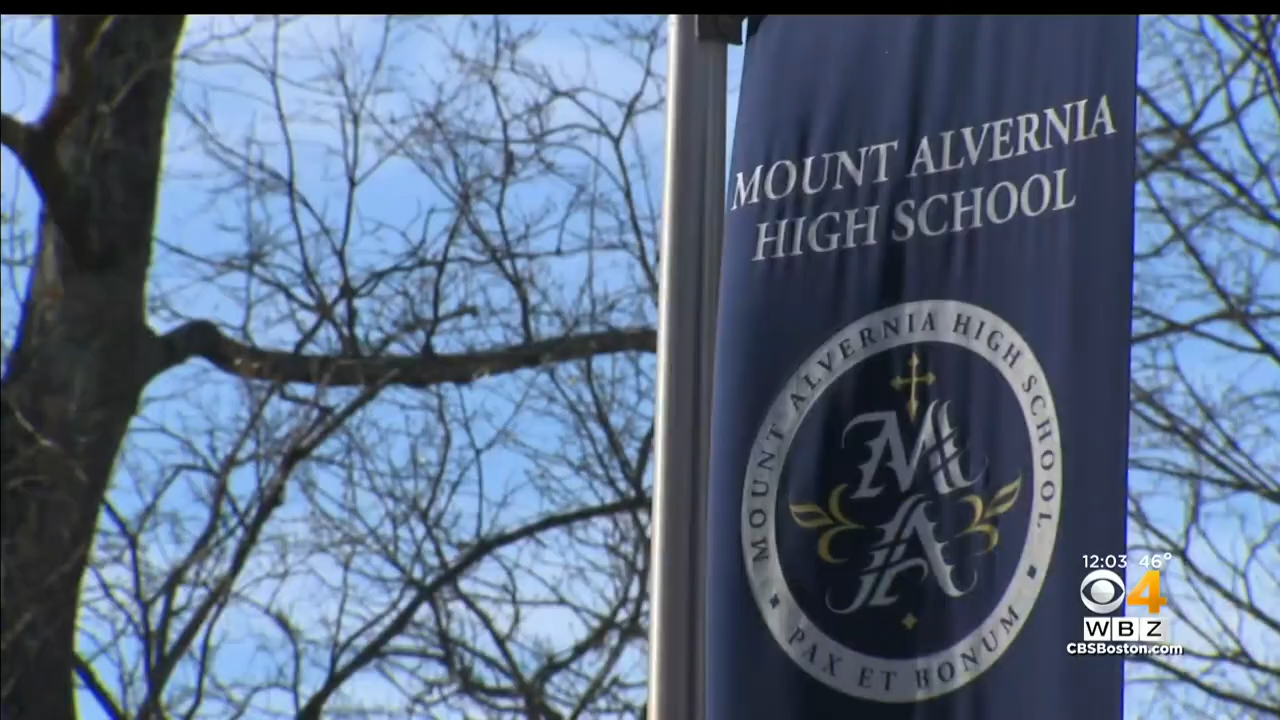 MOUNT ALVERNIA
HIGH SCHOOL
MOUNT ALVERNIA HIGH SCHOOL
MA
PAX ET BONUM
12:03 46°
4
WBZ
CBSBoston.com